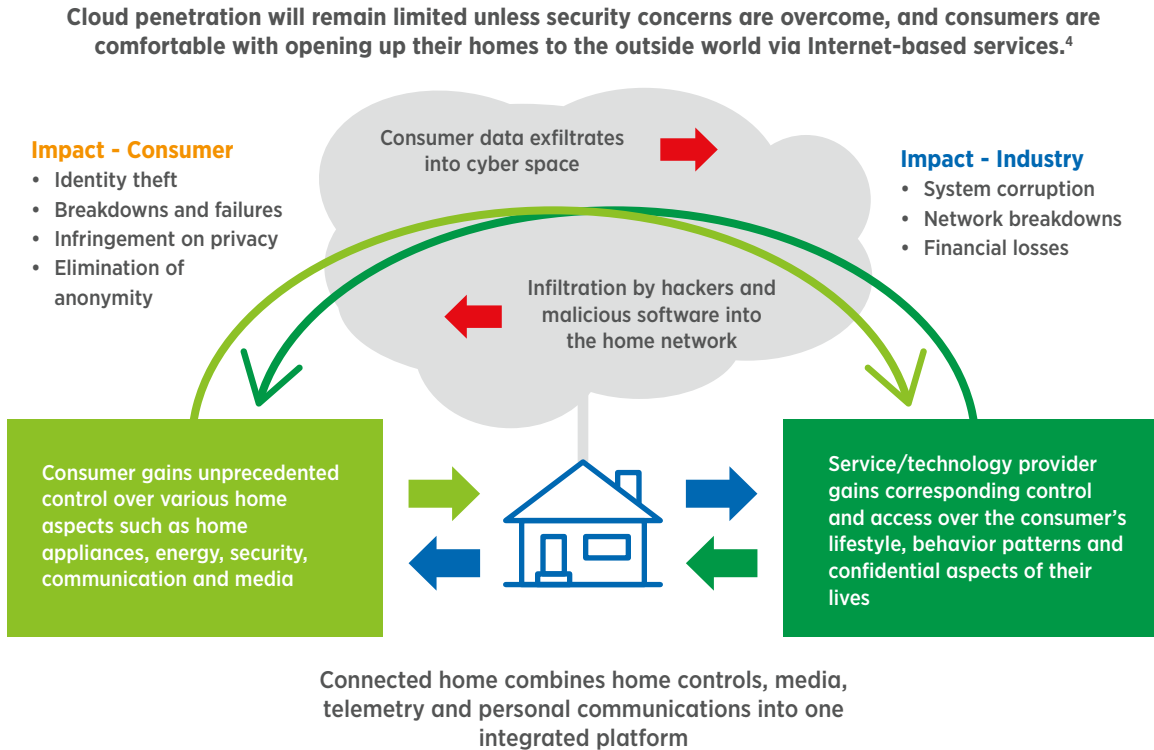 Cloud penetration will remain limited unless security concerns are overcome, and consumers are
comfortable with opening up their homes to the outside world via Internet-based services.⁴
Impact - Consumer
• Identity theft
• Breakdowns and failures
• Infringement on privacy
• Elimination of
anonymity
Consumer data exfiltrates
into cyber space
Infiltration by hackers and
malicious software into
the home network
Impact - Industry
• System corruption
• Network breakdowns
• Financial losses
Consumer gains unprecedented
control over various home
aspects such as home
appliances, energy, security,
communication and media
Service/technology provider
gains corresponding control
and access over the consumer’s
lifestyle, behavior patterns and
confidential aspects of their
lives
Connected home combines home controls, media,
telemetry and personal communications into one
integrated platform